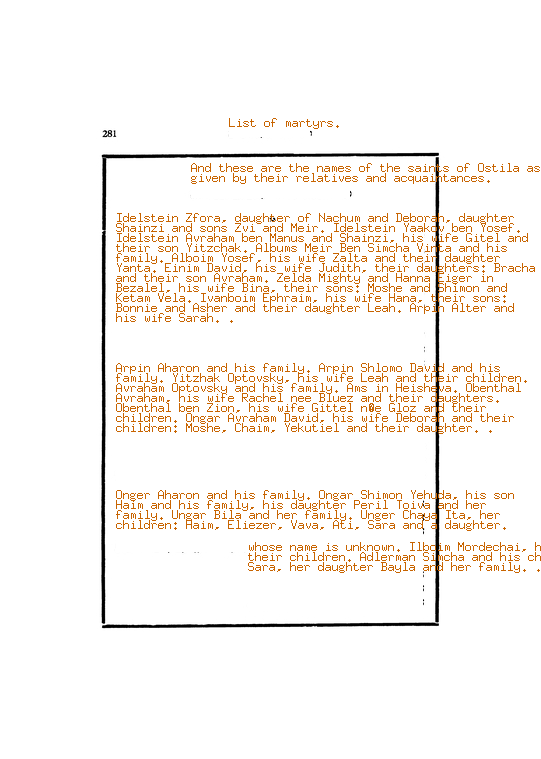 List of martyrs.
281
And these are the names of the saints of Ostila as
given by their relatives and acquaintances.
Idelstein Zfora, daughter of Nachum and Deborah, daughter
Shainzi and sons Zvi and Meir. Idelstein Yaakov ben Yosef.
Idelstein Avraham ben Manus and Shainzi, his wife Gitel and
their son Yitzchak. Albums Meir Ben Simcha Virta and his
family. Alboim Yosef, his wife Zalta and their daughter
Yanta. Einim David, his wife Judith, their daughters: Bracha
and their son Avraham. Zelda Mighty and Hanna Eiger in
Bezalel, his wife Bina, their sons: Moshe and Shimon and
Ketam Vela. Ivanboim Ephraim, his wife Hana, their sons:
Bonnie and Asher and their daughter Leah. Arpin Alter and
his wife Sarah. .
Arpin Aharon and his family. Arpin Shlomo David and his
family. Yitzhak Optovsky, his wife Leah and their children.
Avraham Optovsky and his family. Ams in Heisheva. Obenthal
Avraham, his wife Rachel nee Bluez and their daughters.
Obenthal ben Zion, his wife Gittel née Gloz and their
children. Ongar Avraham David, his wife Deborah and their
children: Moshe, Chaim, Yekutiel and their daughter. .
Onger Aharon and his family. Ongar Shimon Yehuda, his son
Haim and his family, his daughter Peril Toiva and her
family. Ungar Bila and her family. Unger Chaya Ita, her
children: Haim, Eliezer, Vava, Ati, Sara and a daughter.
whose name is unknown. Ilboim Mordechai, h
their children. Adlerman Simcha and his ch
Sara, her daughter Bayla and her family. .